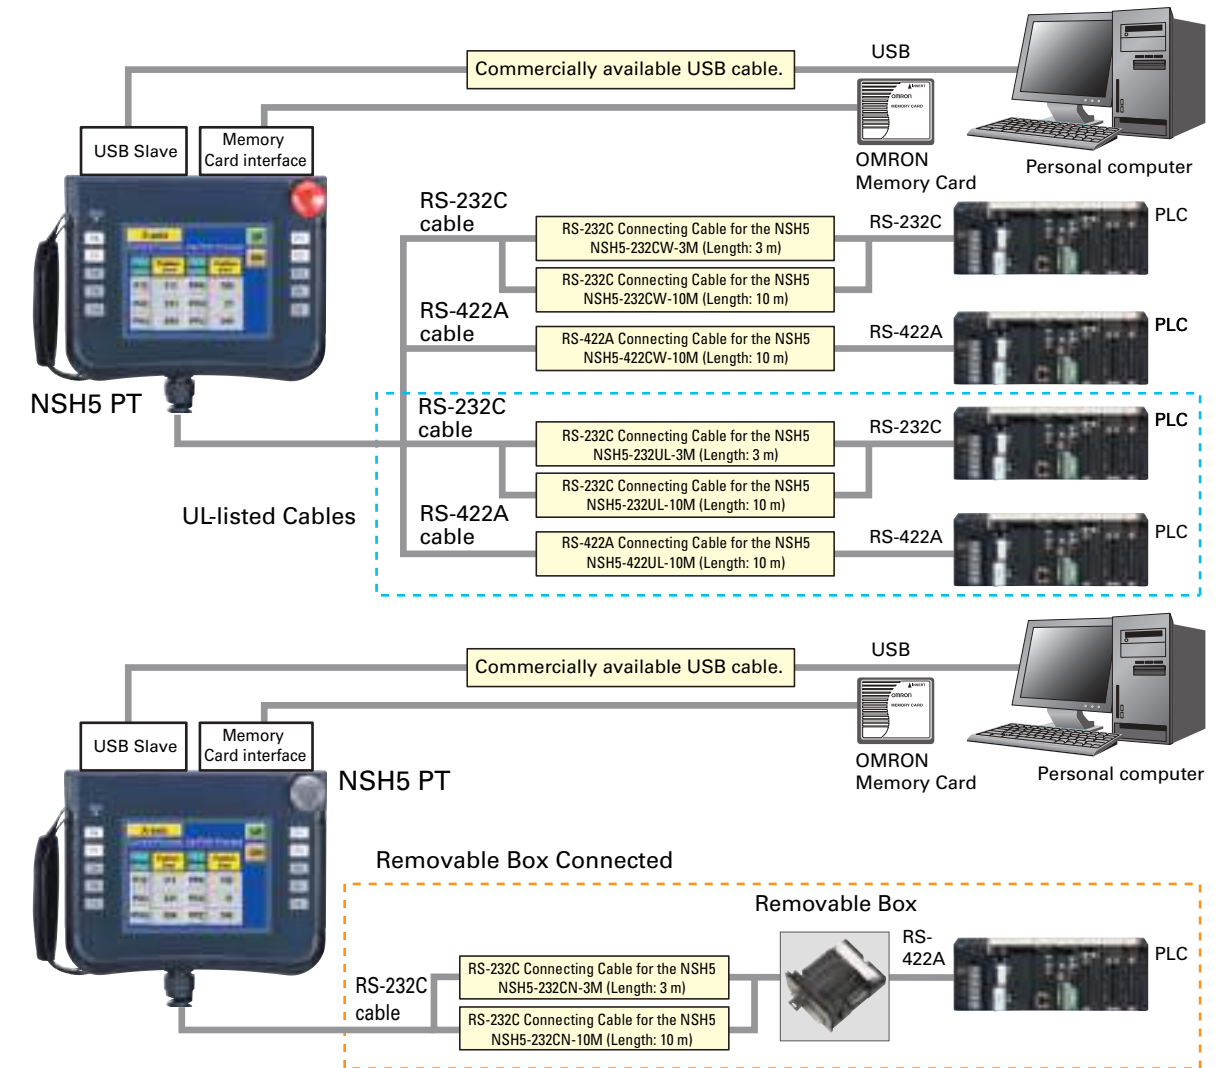 USB
Commercially available USB cable.
INSERT
OMRON
MEMORY CARD
USB Slave
Memory
Card interface
OMRON
Memory Card
Personal computer
RS-232C
cable
RS-232C Connecting Cable for the NSH5
NSH5-232CW-3M (Length: 3 m)
RS-232C
PLC
RS-232C Connecting Cable for the NSH5
NSH5-232CW-10M (Length: 10 m)
RS-422A
cable
RS-422A Connecting Cable for the NSH5
NSH5-422CW-10M (Length: 10 m)
RS-422A
PLC
NSH5 PT
RS-232C
cable
RS-232C Connecting Cable for the NSH5
NSH5-232UL-3M (Length: 3 m)
RS-232C
PLC
RS-232C Connecting Cable for the NSH5
NSH5-232UL-10M (Length: 10 m)
UL-listed Cables
RS-422A
cable
RS-422A Connecting Cable for the NSH5
NSH5-422UL-10M (Length: 10 m)
RS-422A
PLC
USB
Commercially available USB cable.
INSERT
OMRON
MEMORY CARD
USB Slave
Memory
Card interface
OMRON
Memory Card
Personal computer
NSH5 PT
Removable Box Connected
Removable Box
RS-
422A
PLC
RS-232C
cable
RS-232C Connecting Cable for the NSH5
NSH5-232CN-3M (Length: 3 m)
RS-232C Connecting Cable for the NSH5
NSH5-232CN-10M (Length: 10 m)